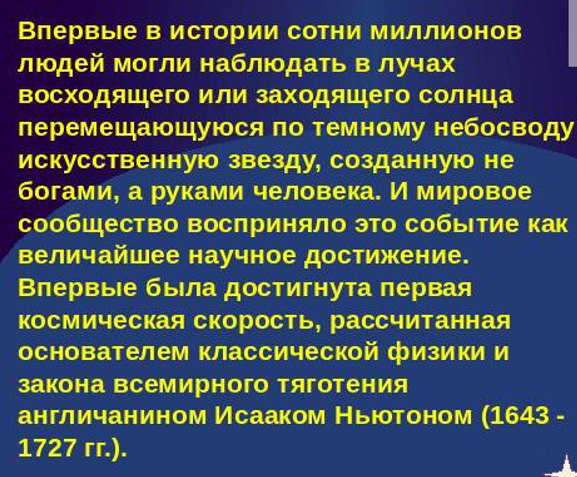 Впервые в истории сотни миллионов
людей могли наблюдать в лучах
восходящего или заходящего солнца
перемещающуюся по темному небосводу
искусственную звезду, созданную не
богами, а руками человека. И мировое
сообщество восприняло это событие как
величайшее научное достижение.
Впервые была достигнута первая
космическая скорость, рассчитанная
основателем классической физики и
закона всемирного тяготения
англичанином Исааком Ньютоном (1643 -
1727 гг.).